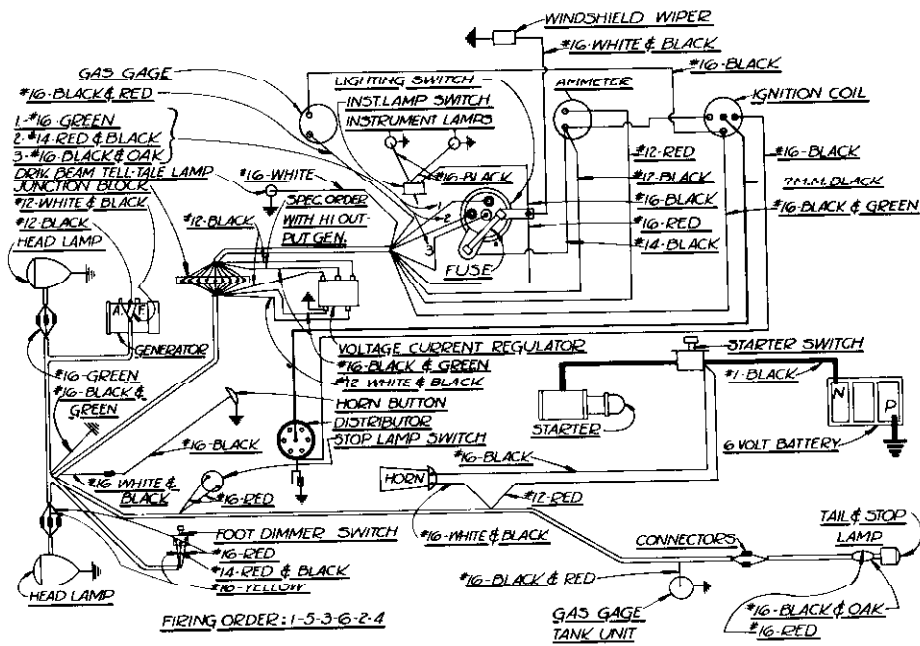 WINDSHIELD WIPER
#16-WHITE & BLACK
#16-BLACK
GAS GAGE
LIGHTING SWITCH
AMMETER
IGNITION COIL
#16-BLACK & RED
INST. LAMP SWITCH
INSTRUMENT LAMPS
1-#16-GREEN
2-#14-RED & BLACK
3-#16-BLACK & OAK
DRIV. BEAM TELL-TALE LAMP
JUNCTION BLOCK
#12-WHITE & BLACK
#12-BLACK
HEAD LAMP
#16-WHITE
SPEC. ORDER
WITH HI OUT-
PUT GEN.
#12-BLACK
#16-BLACK
1
2
3
FUSE
#12-RED
#12-BLACK
#16-BLACK
#16-RED
#14-BLACK
#16-BLACK
7 M.M. BLACK
#16-BLACK & GREEN
A.
F.
GENERATOR
VOLTAGE CURRENT REGULATOR
#16-BLACK & GREEN
#12 WHITE & BLACK
STARTER SWITCH
#1-BLACK
#16-GREEN
#16-BLACK &
GREEN
HORN BUTTON
DISTRIBUTOR
STOP LAMP SWITCH
STARTER
N
P
6 VOLT BATTERY
#16-BLACK
#16-BLACK
#16 WHITE &
BLACK
#16-RED
HORN
#12-RED
FOOT DIMMER SWITCH
#16-RED
#14-RED & BLACK
#16-YELLOW
HEAD LAMP
#16-WHITE & BLACK
CONNECTORS
TAIL & STOP
LAMP
#16-BLACK & RED
GAS GAGE
TANK UNIT
#16-BLACK & OAK
#16-RED
FIRING ORDER: 1-5-3-6-2-4